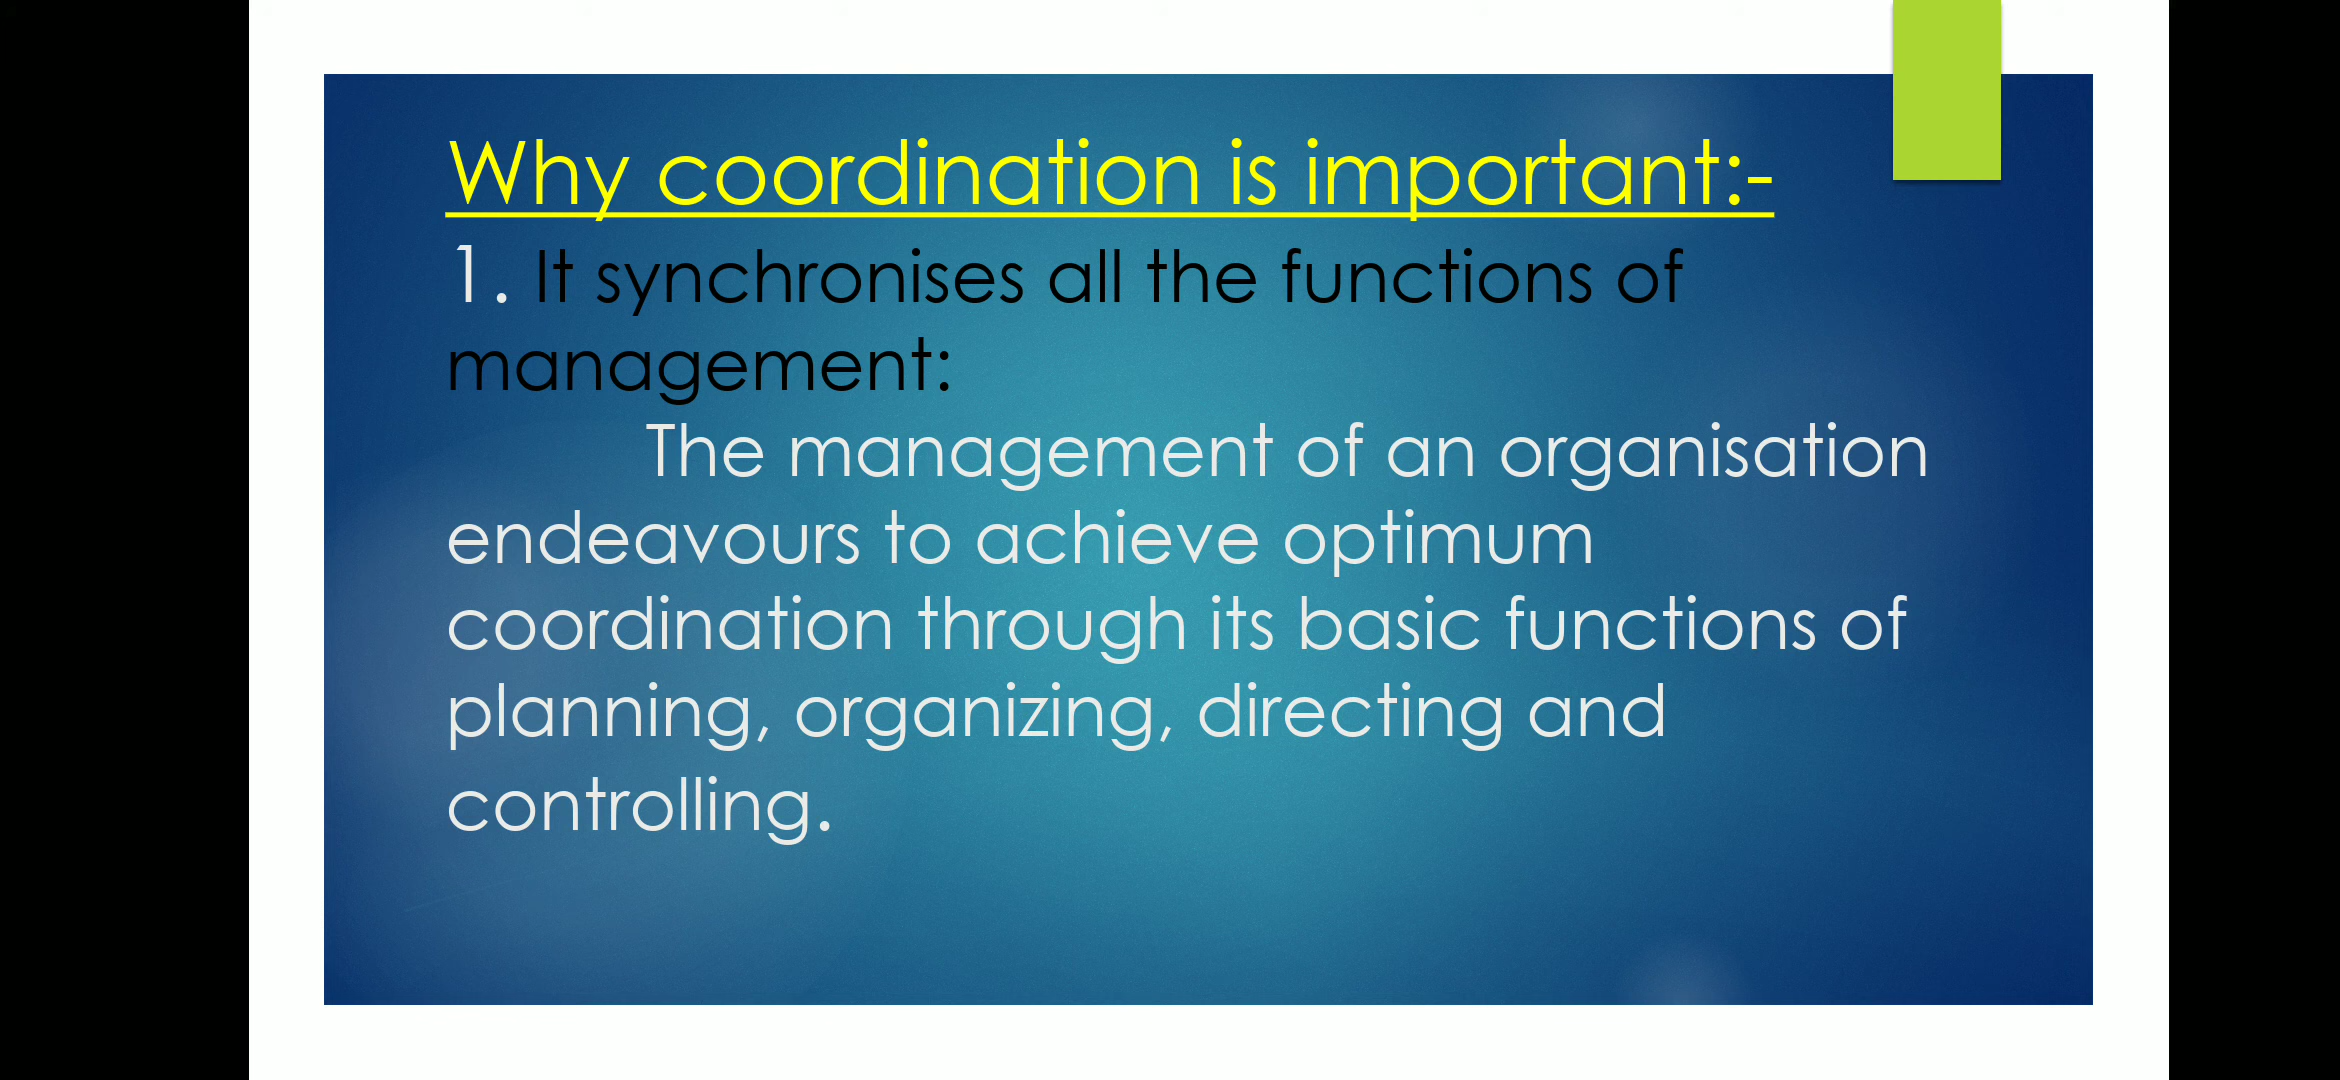 Why coordination is important:-
1. It synchronises all the functions of
management:
The management of an organisation
endeavours to achieve optimum
coordination through its basic functions of
planning, organizing, directing and
controlling.